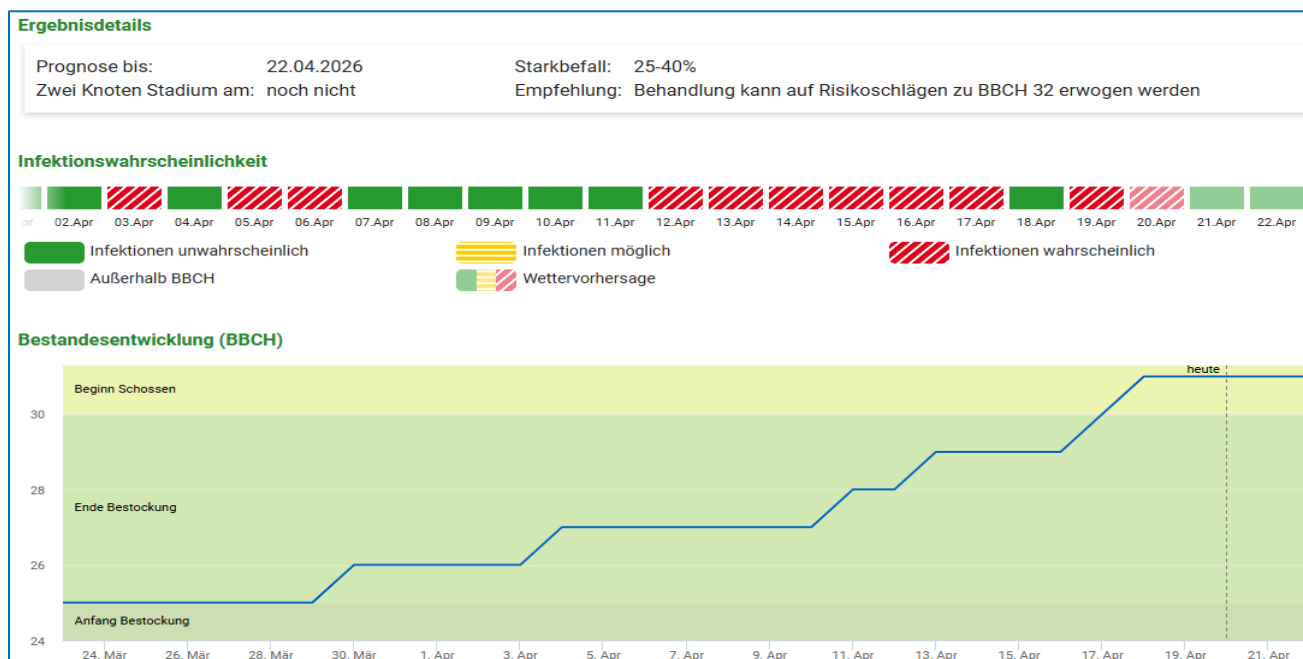 Ergebnisdetails
Prognose bis: 22.04.2026 Starkbefall: 25-40%
Zwei Knoten Stadium am: noch nicht Empfehlung: Behandlung kann auf Risikoschlägen zu BBCH 32 erwogen werden
Infektionswahrscheinlichkeit
pr 02.Apr 03.Apr 04.Apr 05.Apr 06.Apr 07.Apr 08.Apr 09.Apr 10.Apr 11.Apr 12.Apr 13.Apr 14.Apr 15.Apr 16.Apr 17.Apr 18.Apr 19.Apr 20.Apr 21.Apr 22.Apr
Infektionen unwahrscheinlich Infektionen möglich Infektionen wahrscheinlich
Außerhalb BBCH Wettervorhersage
Bestandesentwicklung (BBCH)
heute
Beginn Schossen
30
28
Ende Bestockung
26
Anfang Bestockung
24
24. Mär 26. Mär 28. Mär 30. Mär 1. Apr 3. Apr 5. Apr 7. Apr 9. Apr 11. Apr 13. Apr 15. Apr 17. Apr 19. Apr 21. Apr